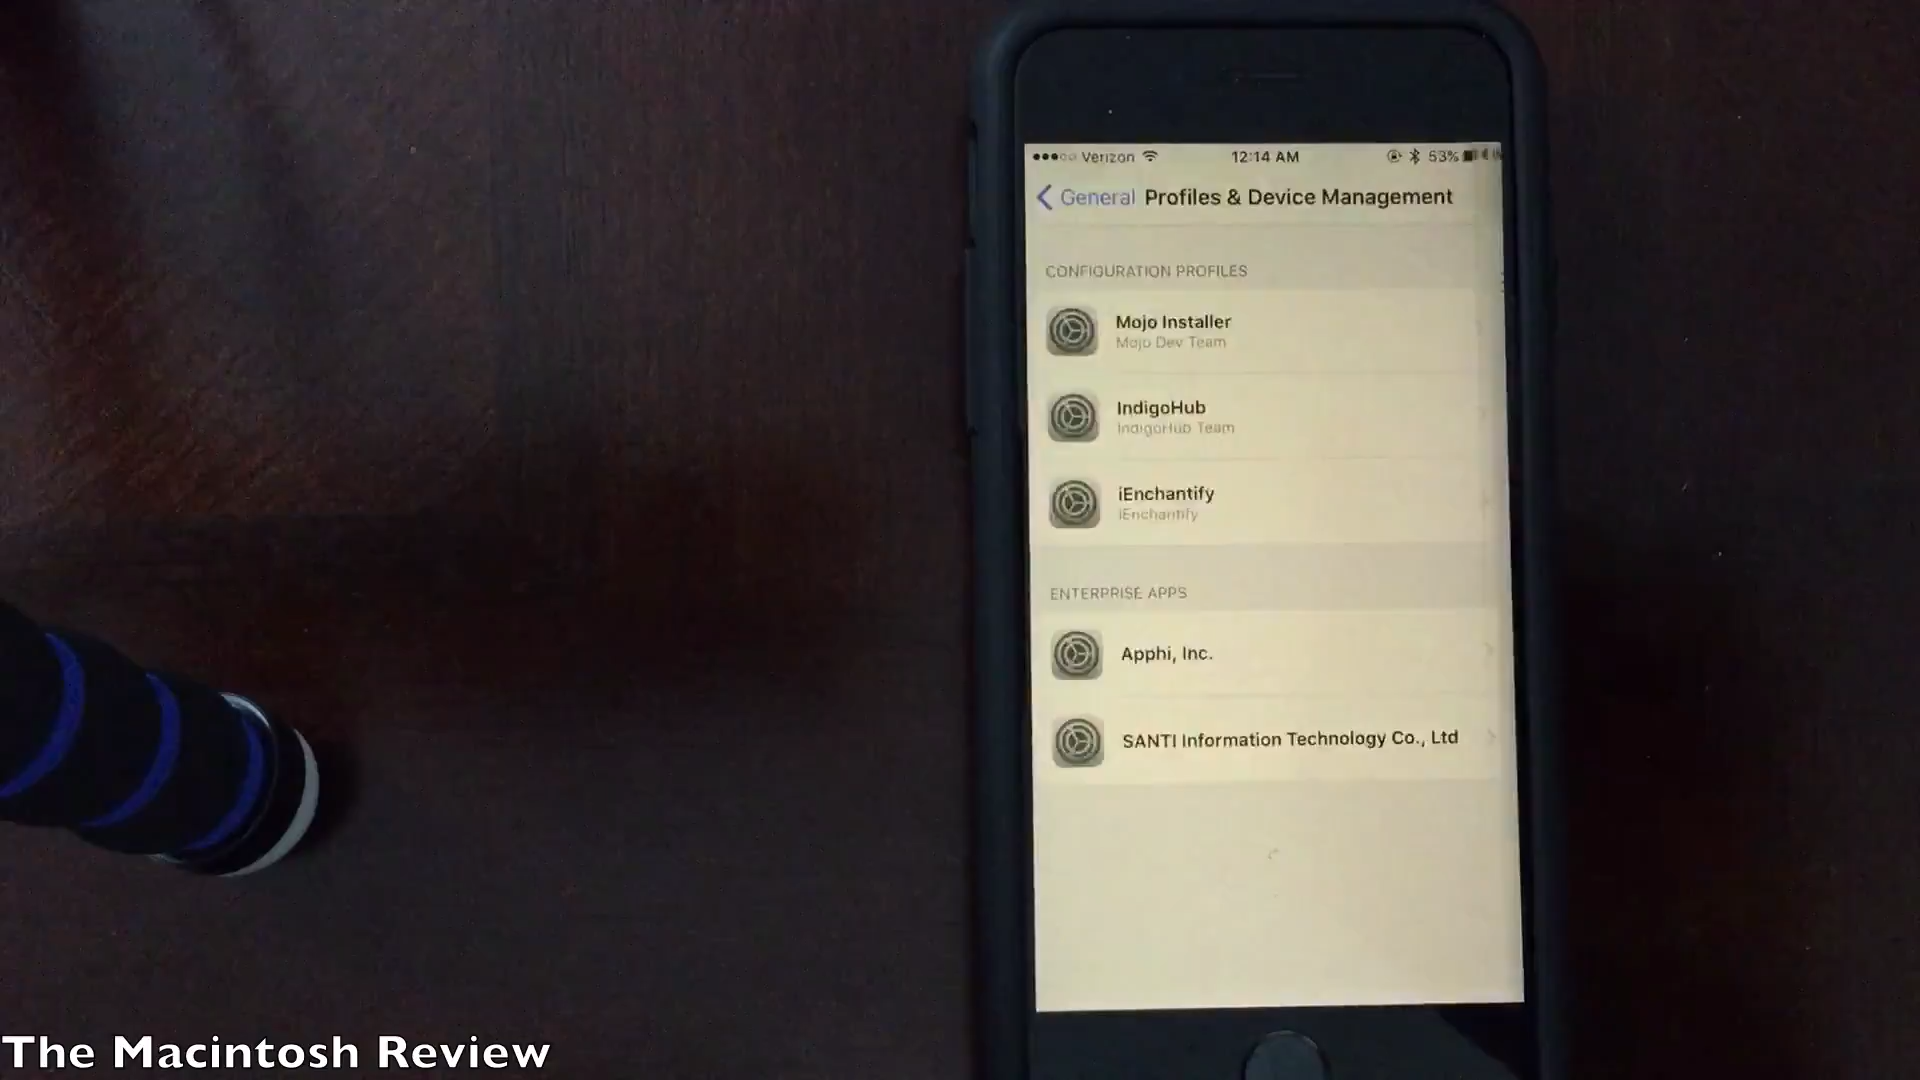 Verizon 12:14 AM 53%
General Profiles & Device Management
CONFIGURATION PROFILES
Mojo Installer
Mojo Dev Team
IndigoHub
IndigoHub Team
iEnchantify
iEnchantify
ENTERPRISE APPS
Apphi, Inc.
SANTI Information Technology Co., Ltd
The Macintosh Review